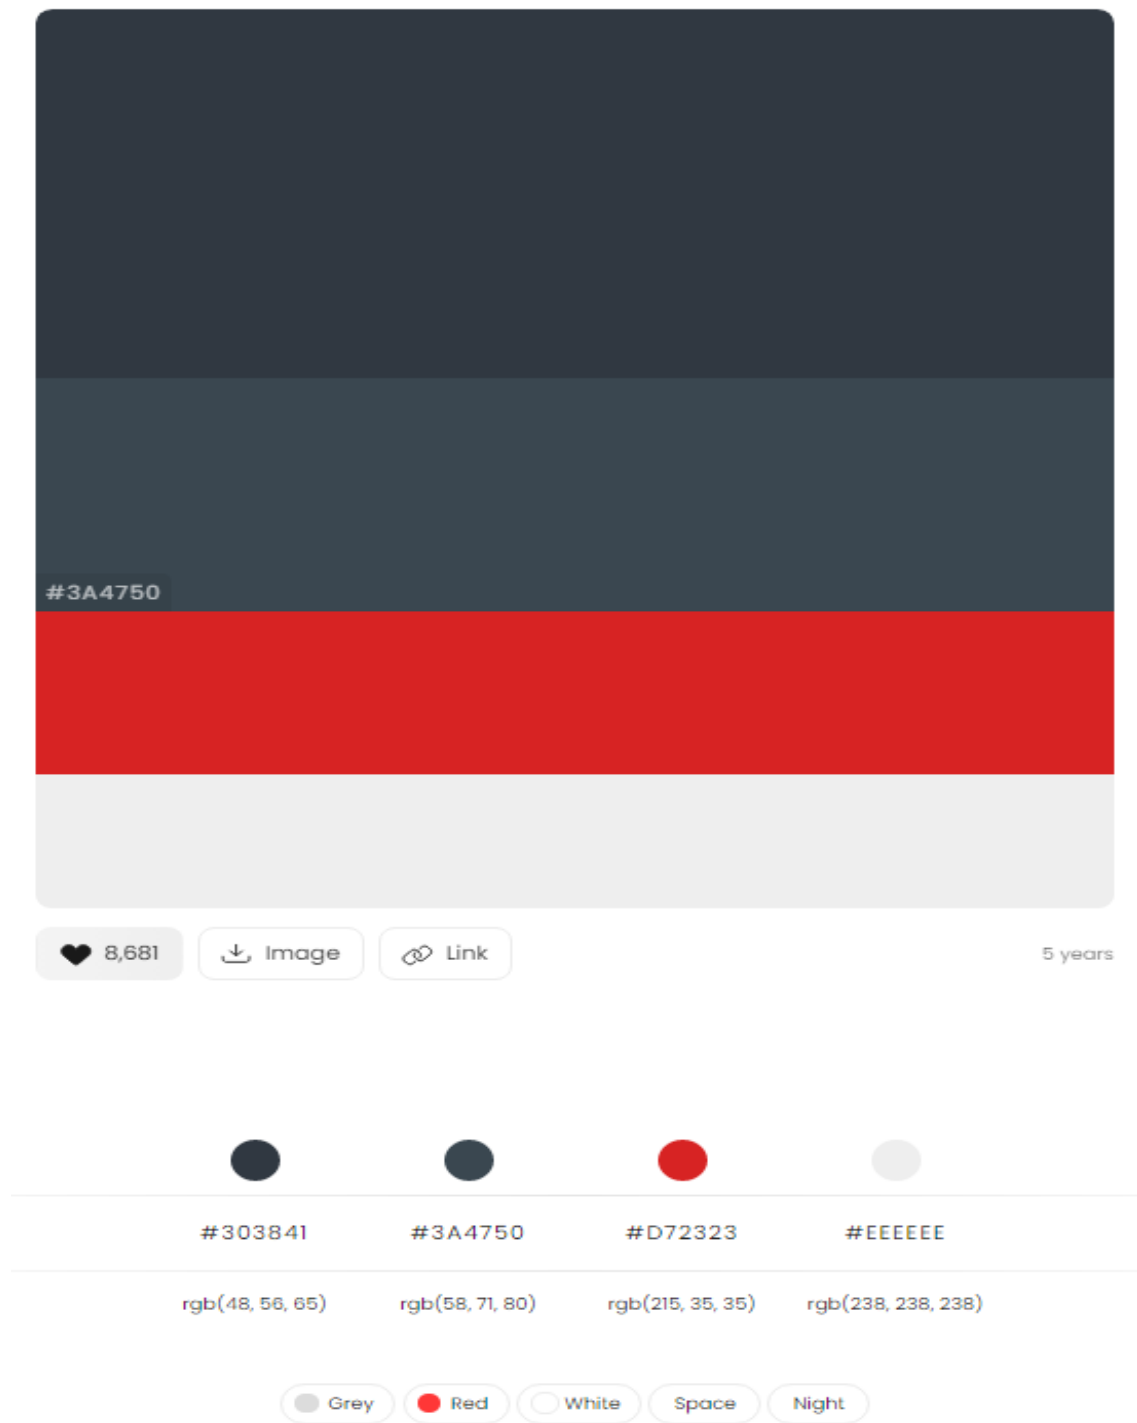 #3A4750
8,681 Image Link 5 years
#303841 #3A4750 #D72323 #EEEEEE
rgb(48, 56, 65) rgb(58, 71, 80) rgb(215, 35, 35) rgb(238, 238, 238)
Grey Red White Space Night